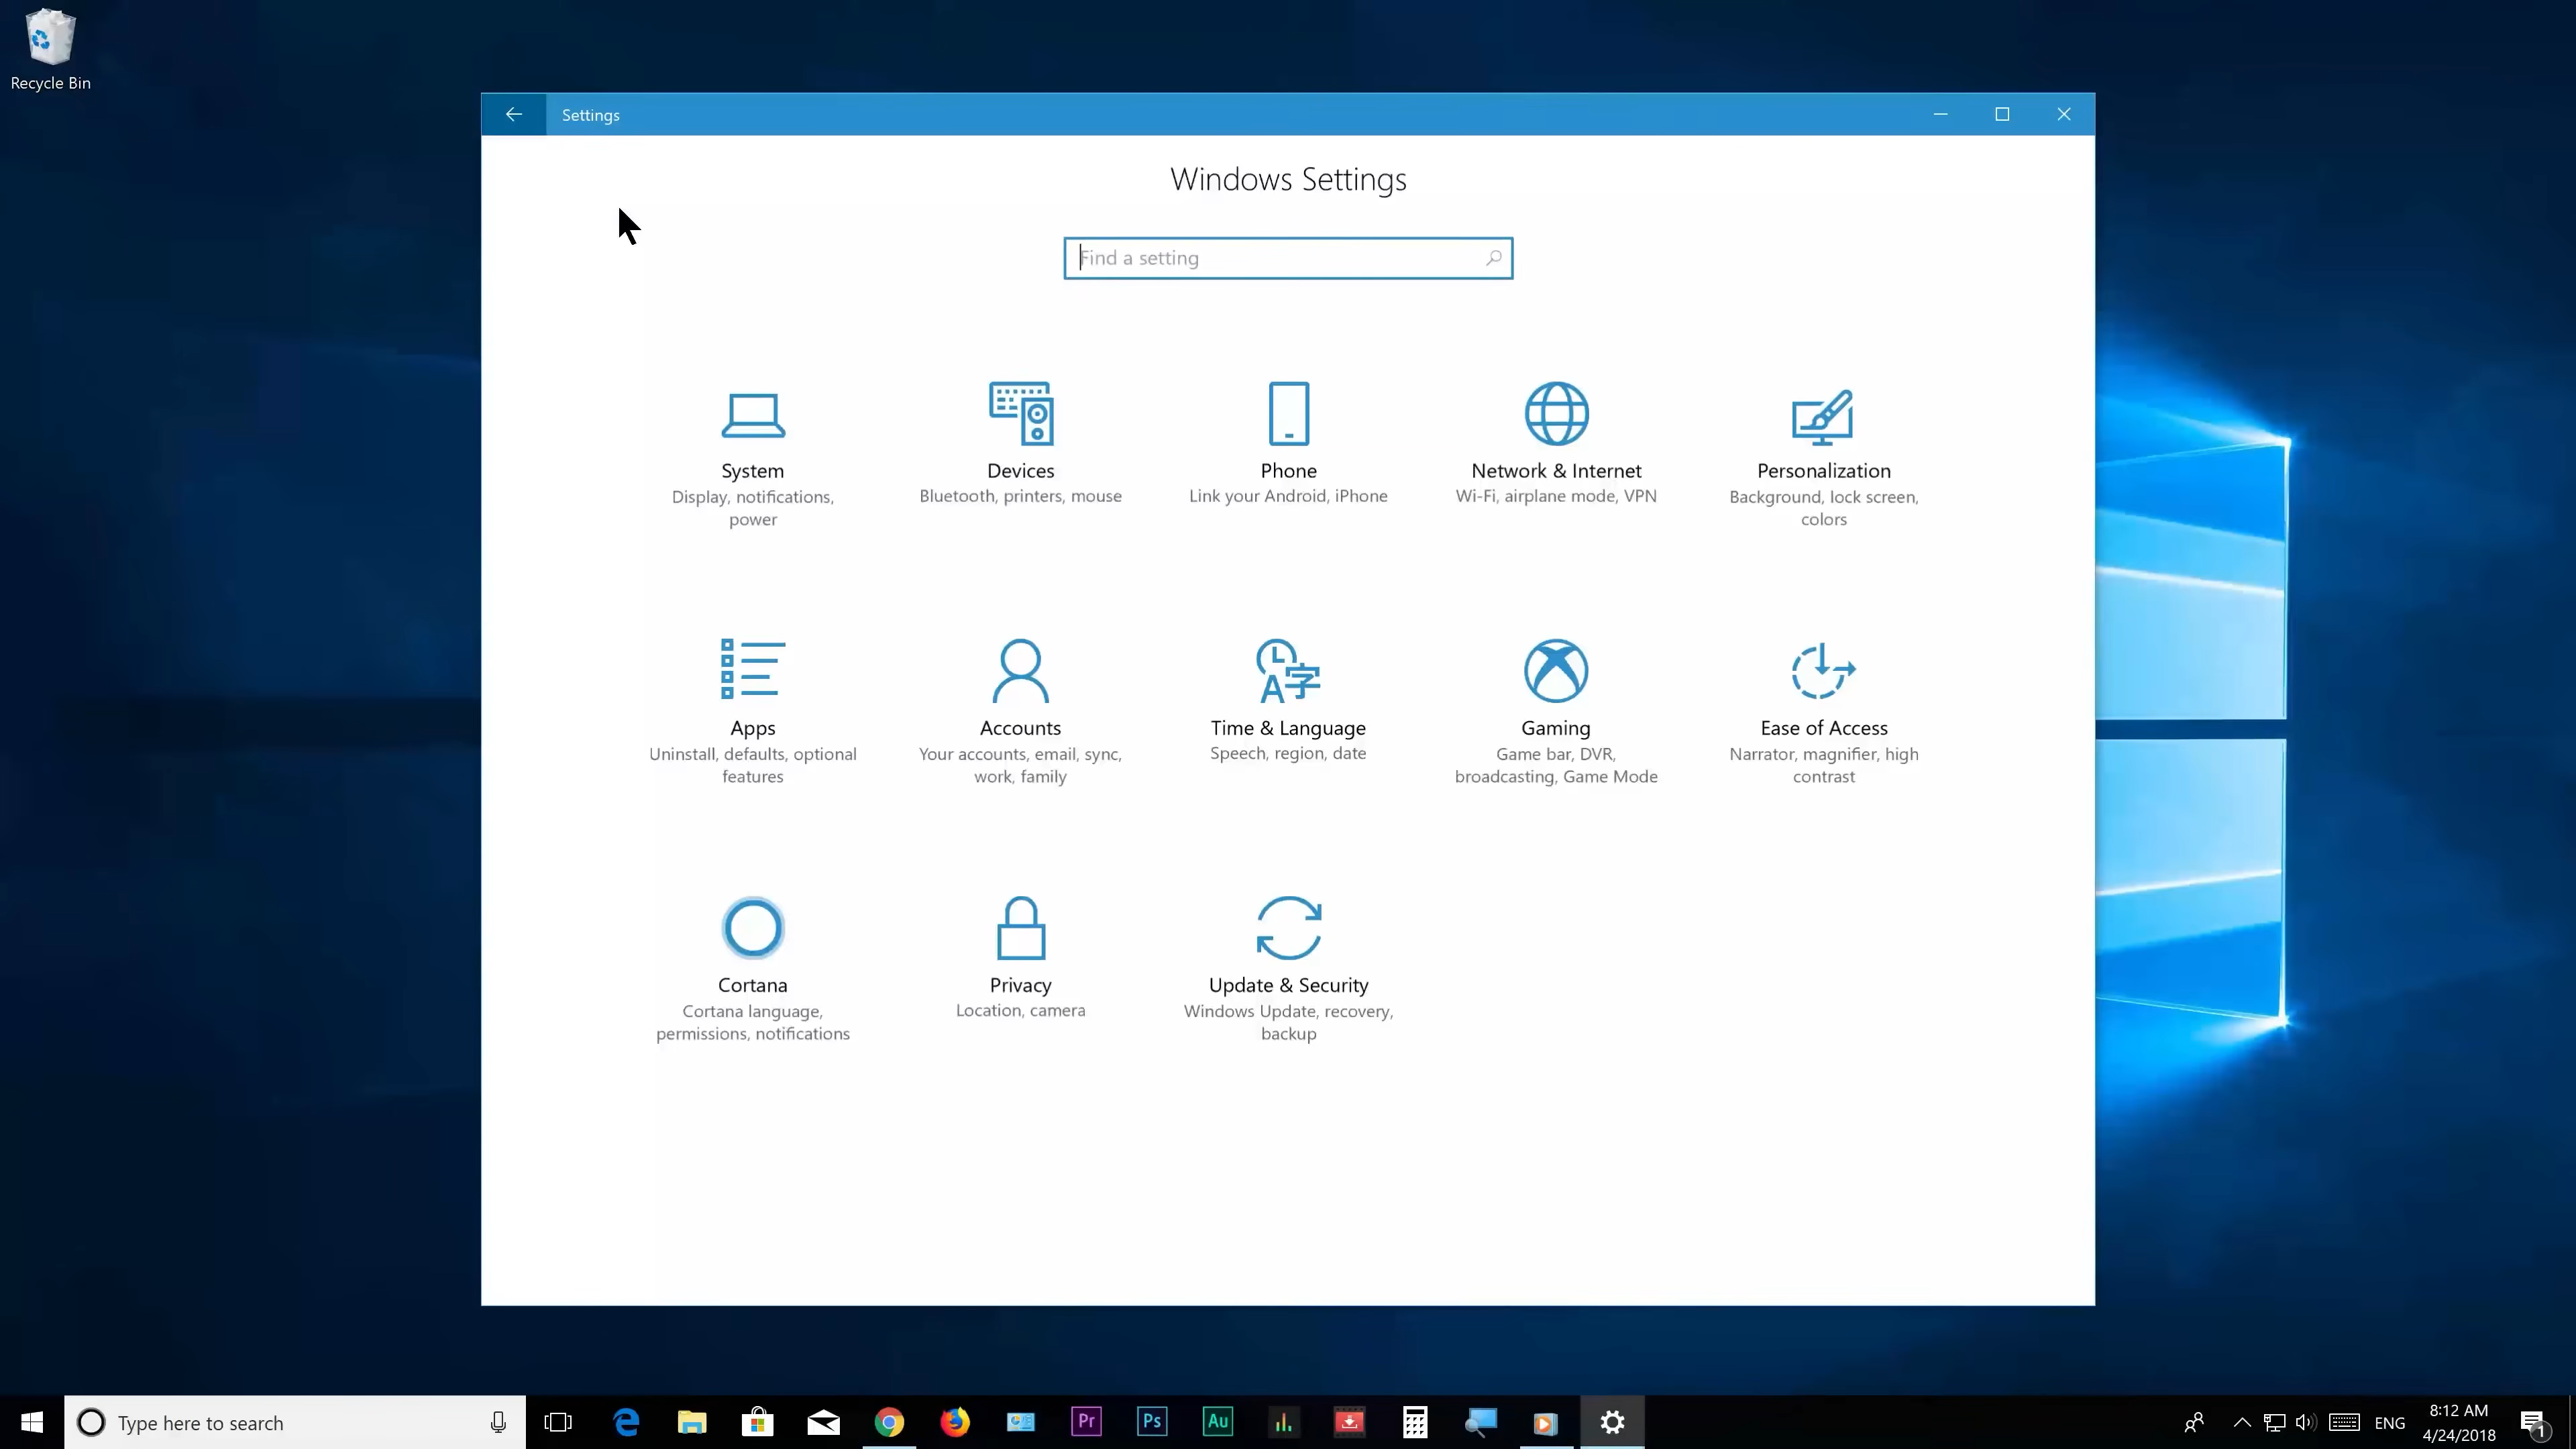 Recycle Bin
Settings
Windows Settings
Find a setting
System
Display, notifications,
power
Devices
Bluetooth, printers, mouse
Phone
Link your Android, iPhone
Network & Internet
Wi-Fi, airplane mode, VPN
Personalization
Background, lock screen,
colors
Apps
Uninstall, defaults, optional
features
Accounts
Your accounts, email, sync,
work, family
Time & Language
Speech, region, date
Gaming
Game bar, DVR,
broadcasting, Game Mode
Ease of Access
Narrator, magnifier, high
contrast
Cortana
Cortana language,
permissions, notifications
Privacy
Location, camera
Update & Security
Windows Update, recovery,
backup
Type here to search
Pr
Ps
Au
ENG
8:12 AM
4/24/2018
1